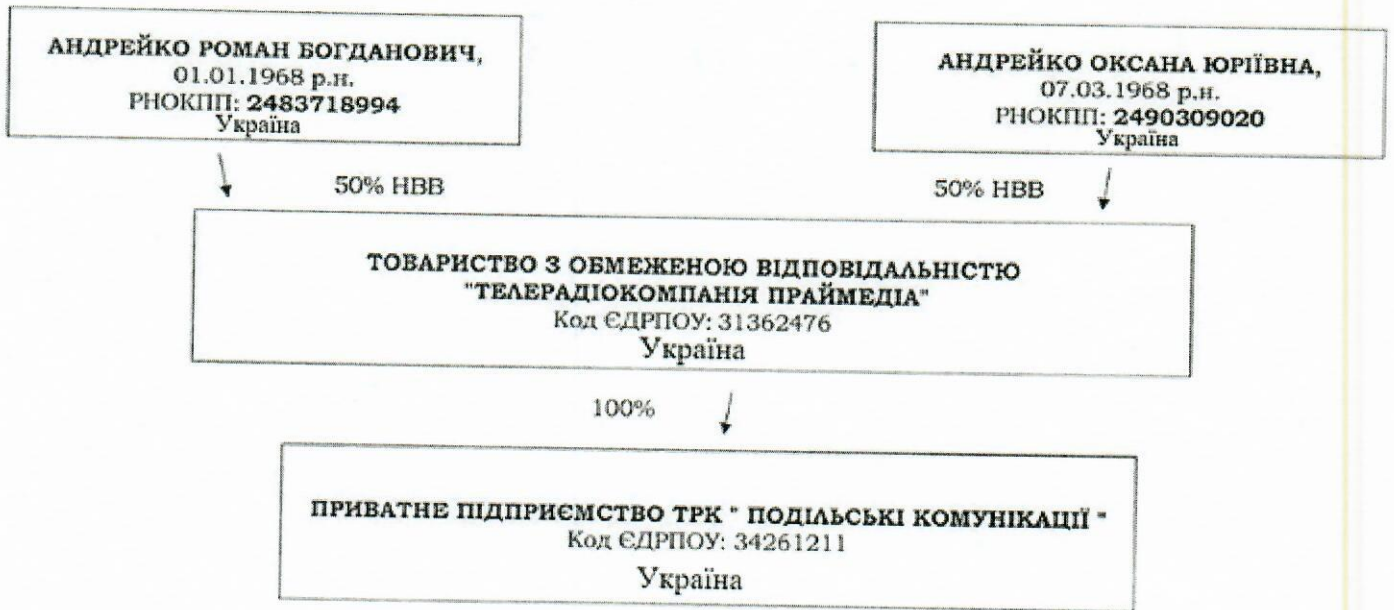 АНДРЕЙКО РОМАН БОГДАНОВИЧ,
01.01.1968 р.н.
РНОКПП: 2483718994
Україна
АНДРЕЙКО ОКСАНА ЮРІЇВНА,
07.03.1968 р.н.
РНОКПП: 2490309020
Україна
50% НВВ
50% НВВ
ТОВАРИСТВО З ОБМЕЖЕНОЮ ВІДПОВІДАЛЬНІСТЮ
"ТЕЛЕРАДІОКОМПАНІЯ ПРАЙМЕДІА"
Код ЄДРПОУ: 31362476
Україна
100%
ПРИВАТНЕ ПІДПРИЄМСТВО ТРК " ПОДІЛЬСЬКІ КОМУНІКАЦІЇ "
Код ЄДРПОУ: 34261211
Україна